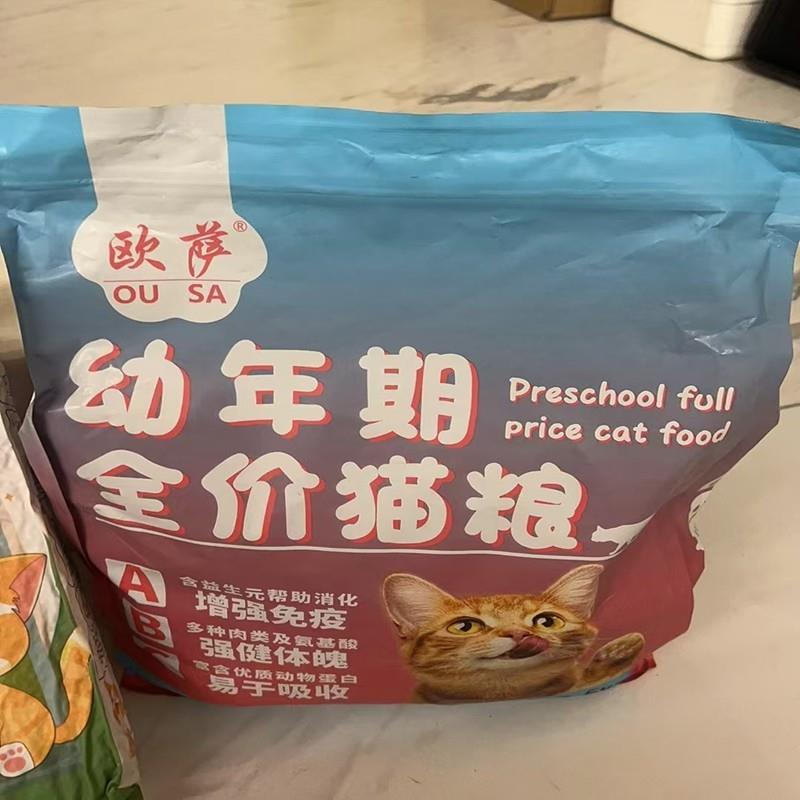 欧萨®
OU SA
幼年期
Preschool full
price cat food
全价猫粮
A
含益生元帮助消化
增强免疫
B
多种肉类及氨基酸
强健体魄
富含优质动物蛋白
易于吸收